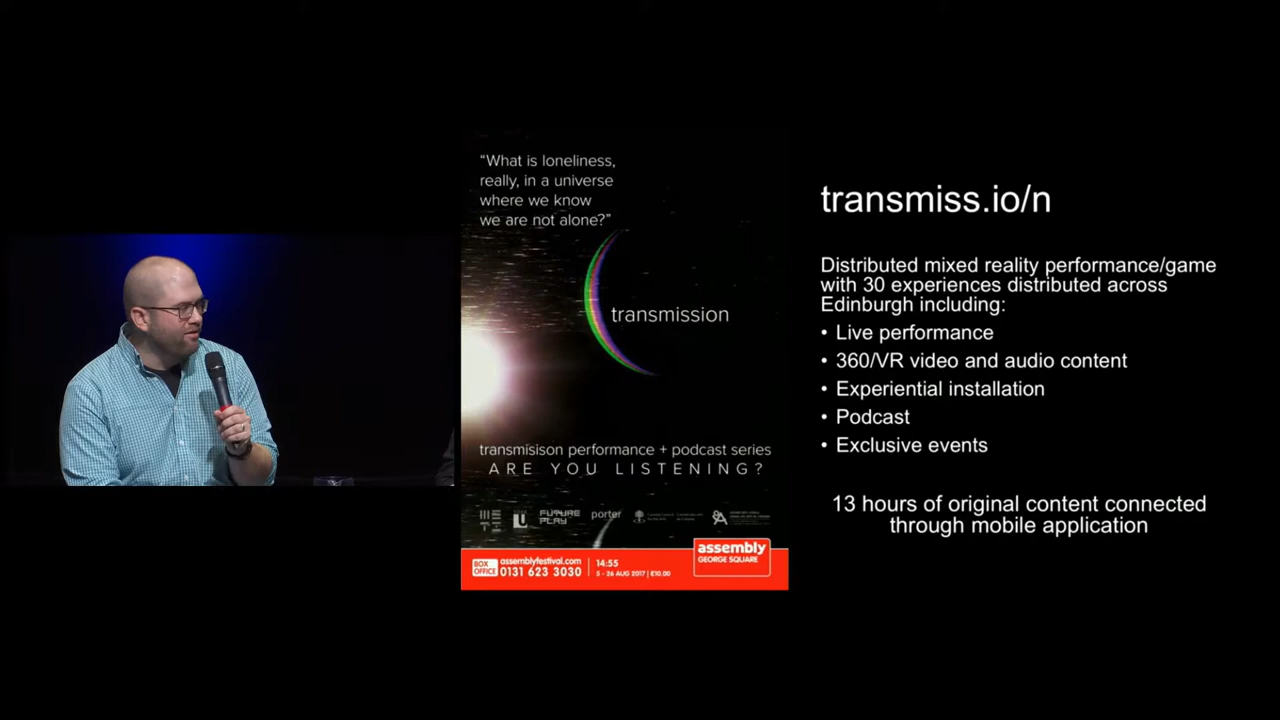 “What is loneliness,
really, in a universe
where we know
we are not alone?”
transmission
transmisison performance + podcast series
ARE YOU LISTENING?
FUTURE
PLAY
porter
BOX
OFFICE
assemblyfestival.com
0131 623 3030
14:55
5 - 26 AUG 2017 | £10.00
assembly
GEORGE SQUARE
transmiss.io/n
Distributed mixed reality performance/game
with 30 experiences distributed across
Edinburgh including:
• Live performance
• 360/VR video and audio content
• Experiential installation
• Podcast
• Exclusive events
13 hours of original content connected
through mobile application